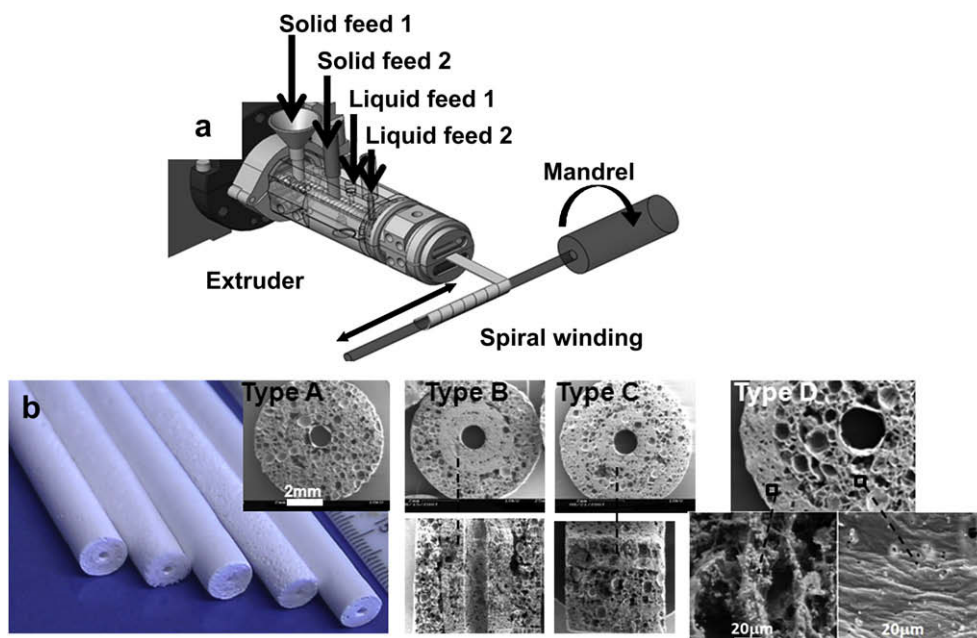 Solid feed 1
Solid feed 2
Liquid feed 1
a
Liquid feed 2
Mandrel
Extruder
Spiral winding
b
Type A
Type B
Type C
Type D
2mm
20μm
20μm